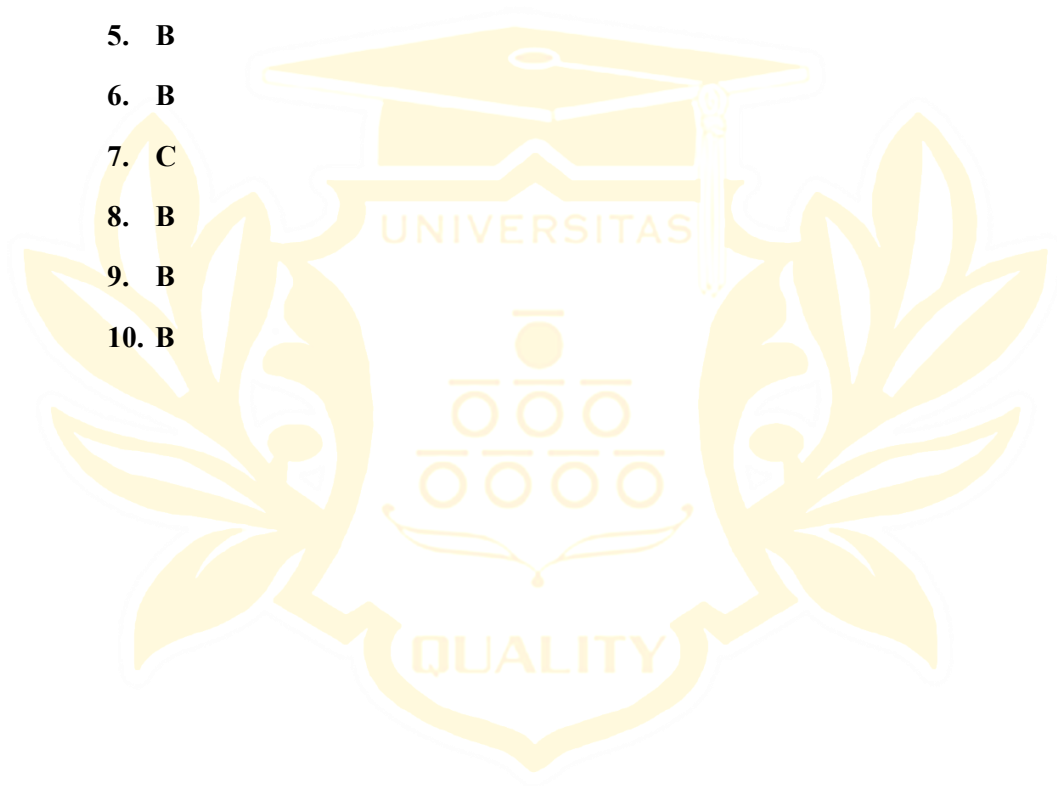 5. B
6. B
7. C
8. B
UNIVERSITAS
9. B
10. B
QUALITY